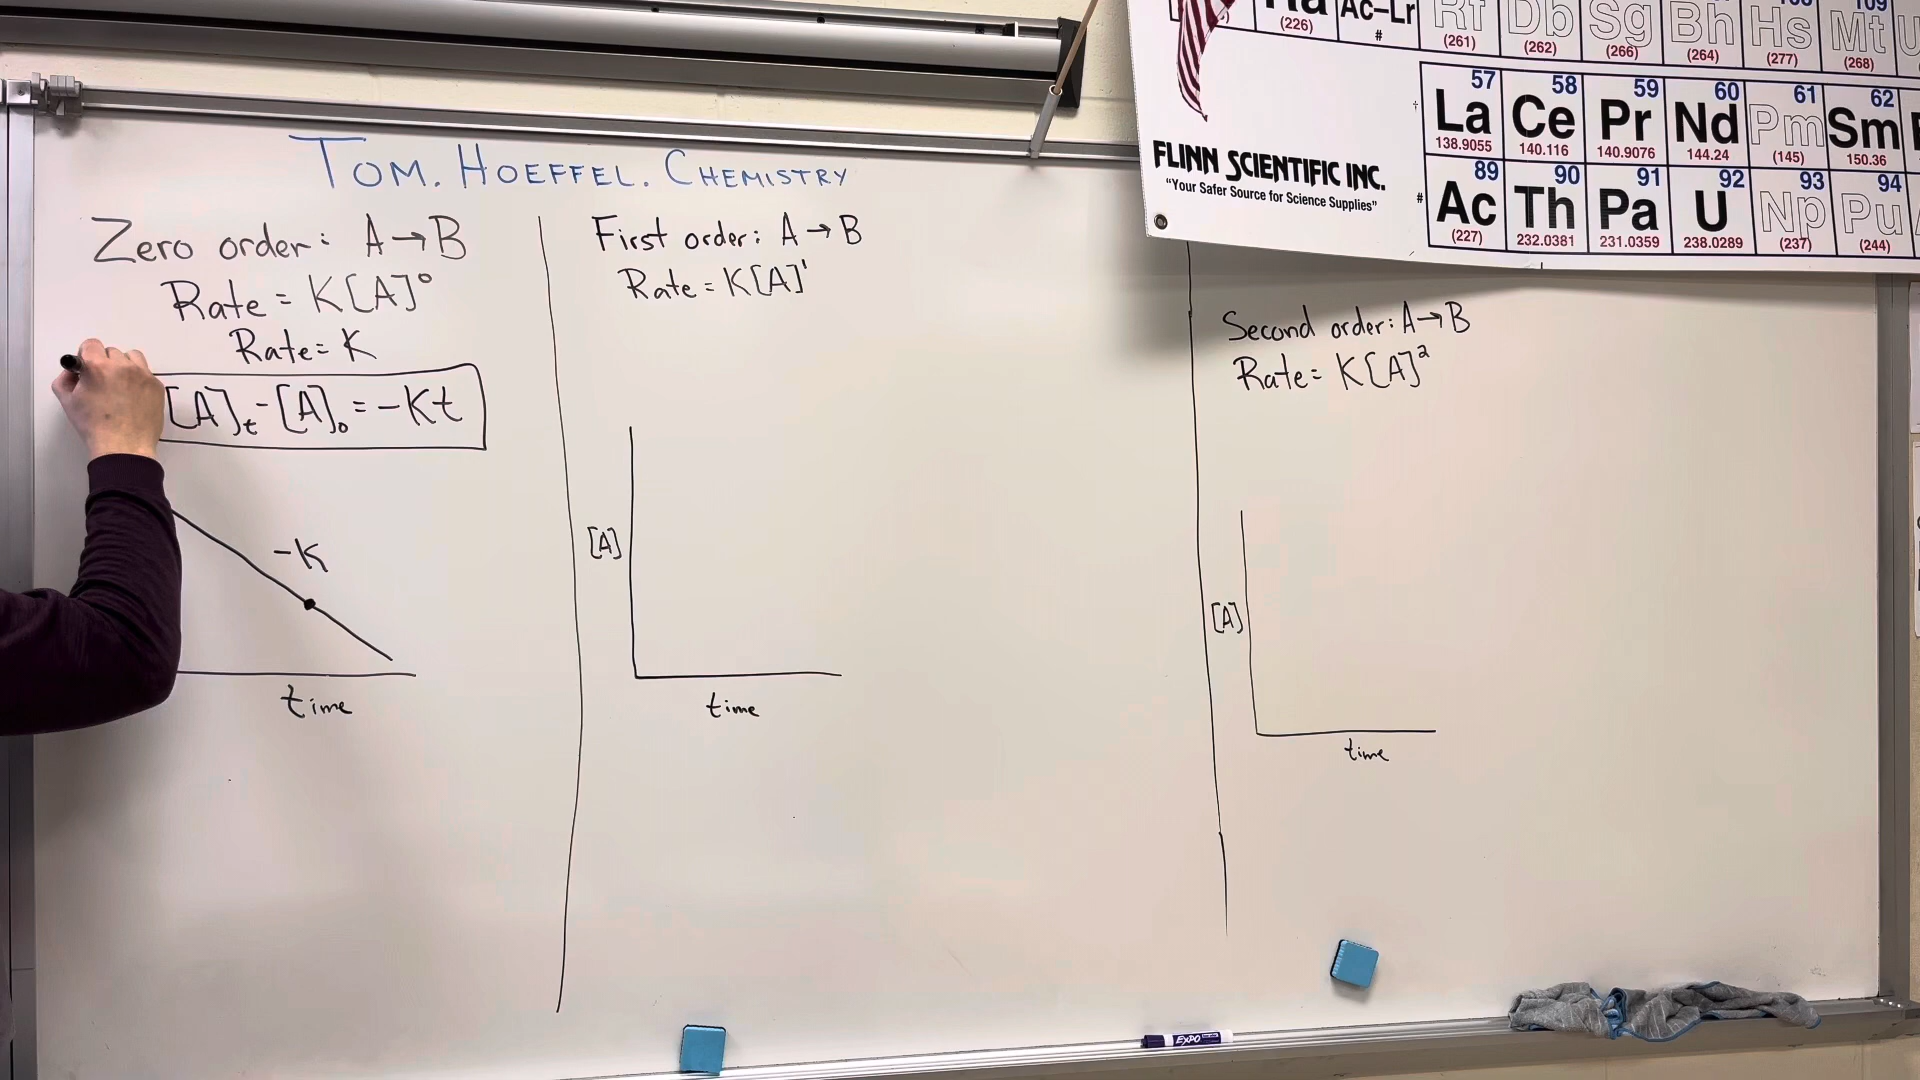 Ac-Lr Rf Db Sg Bh Hs Mt
(226) # (261) (262) (266) (264) (277) (268)
57 58 59 60 61 62
† La Ce Pr Nd Pm Sm
138.9055 140.116 140.9076 144.24 (145) 150.36
89 90 91 92 93 94
# Ac Th Pa U Np Pu
(227) 232.0381 231.0359 238.0289 (237) (244)
FLINN SCIENTIFIC INC.
“Your Safer Source for Science Supplies”
TOM. HOEFFEL. CHEMISTRY
Zero order: A→B
Rate = K[A]⁰
Rate = K
[A]ₜ - [A]₀ = -Kt
-K
time
First order: A→B
Rate = K[A]¹
[A]
time
Second order: A→B
Rate = K[A]²
[A]
time
EXPO